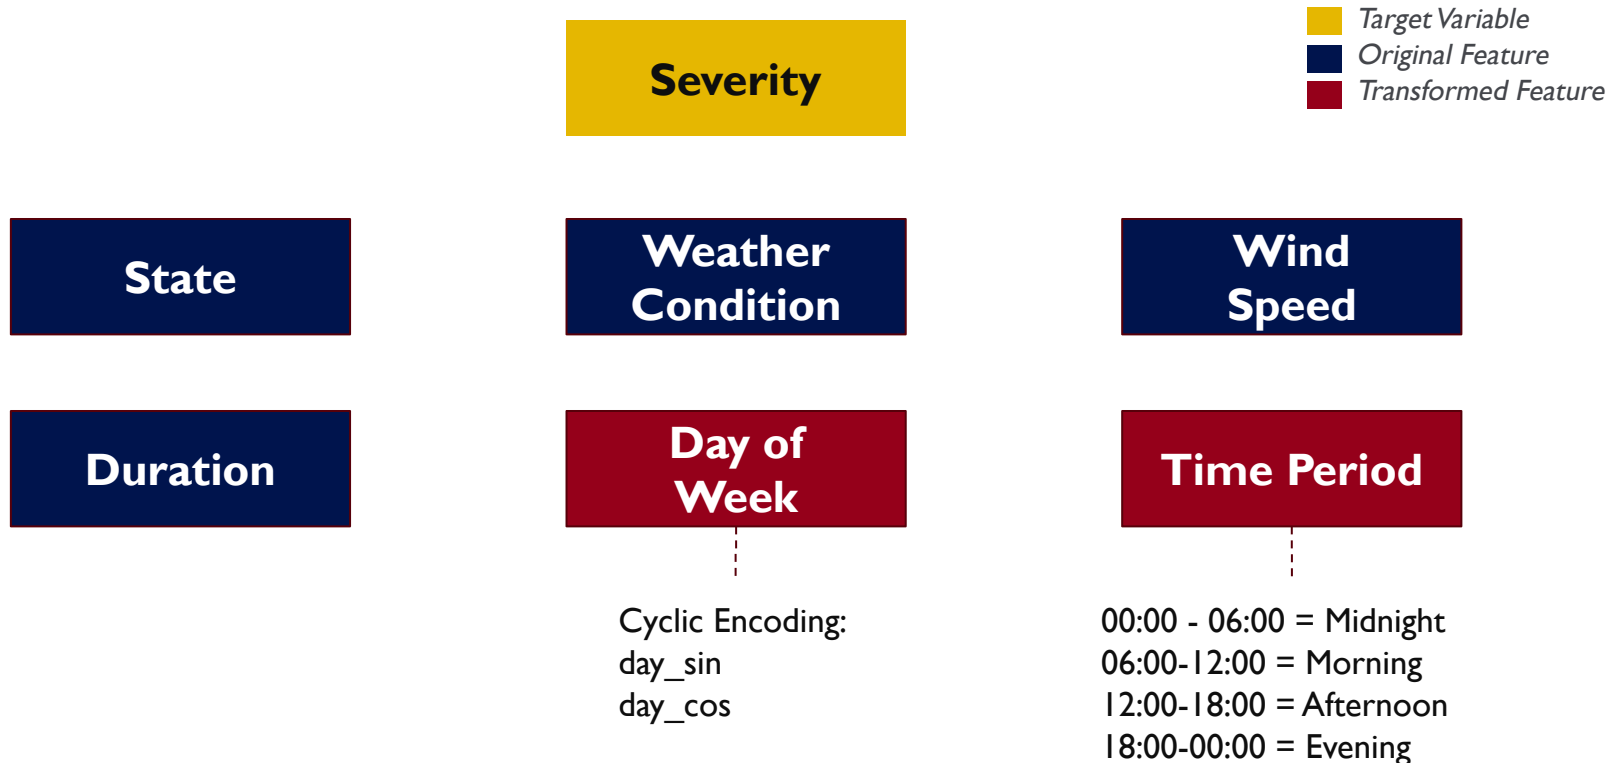 Severity
Target Variable
Original Feature
Transformed Feature
State
Weather
Condition
Wind
Speed
Duration
Day of
Week
Time Period
Cyclic Encoding:
day_sin
day_cos
00:00 - 06:00 = Midnight
06:00-12:00 = Morning
12:00-18:00 = Afternoon
18:00-00:00 = Evening